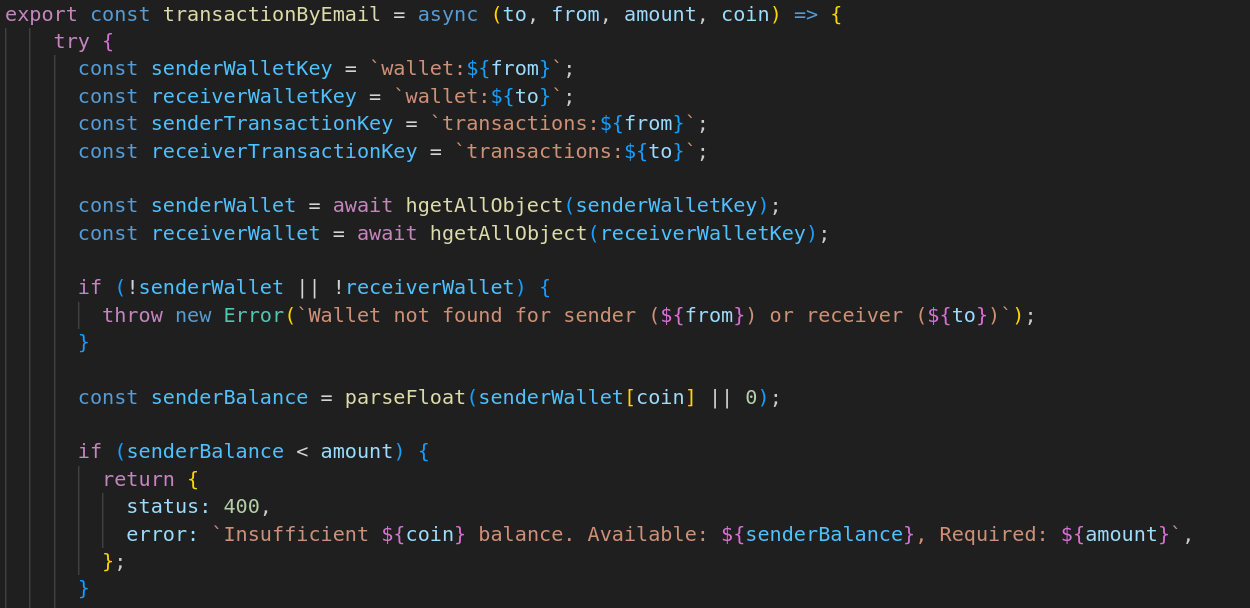 export const transactionByEmail = async (to, from, amount, coin) => {
try {
const senderWalletKey = `wallet:${from}`;
const receiverWalletKey = `wallet:${to}`;
const senderTransactionKey = `transactions:${from}`;
const receiverTransactionKey = `transactions:${to}`;
const senderWallet = await hgetAllObject(senderWalletKey);
const receiverWallet = await hgetAllObject(receiverWalletKey);
if (!senderWallet || !receiverWallet) {
throw new Error(`Wallet not found for sender (${from}) or receiver (${to})`);
}
const senderBalance = parseFloat(senderWallet[coin] || 0);
if (senderBalance < amount) {
return {
status: 400,
error: `Insufficient ${coin} balance. Available: ${senderBalance}, Required: ${amount}`,
};
}